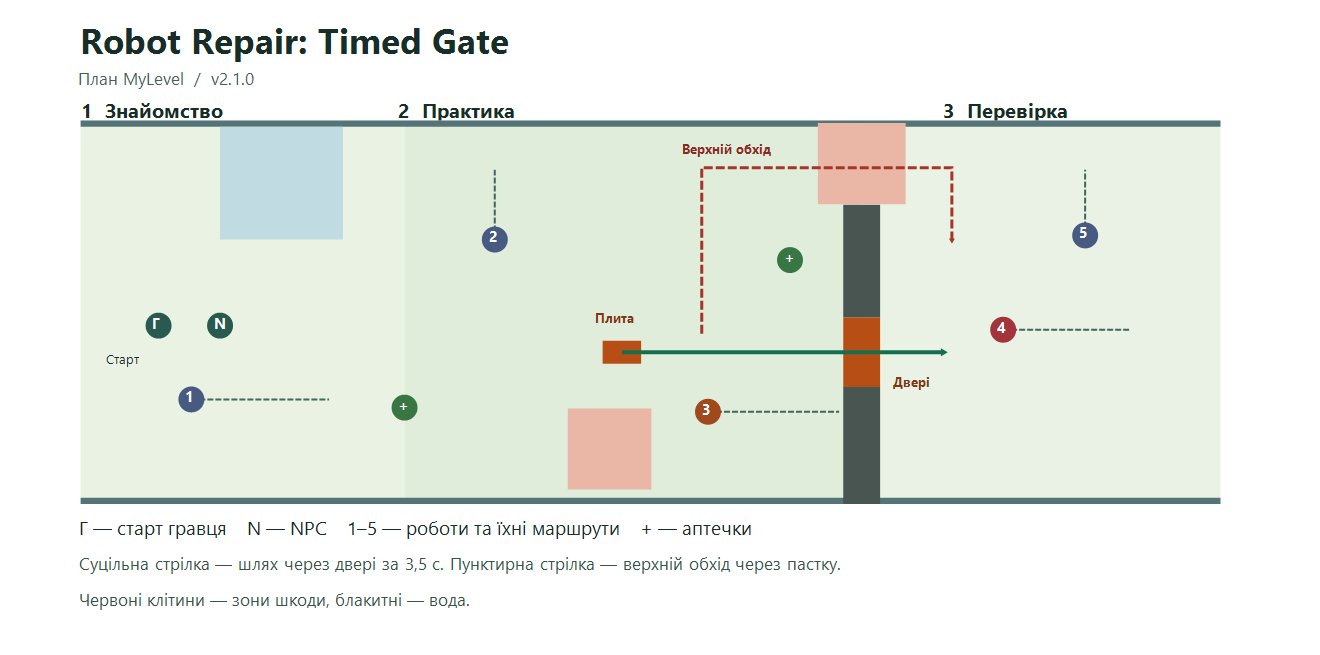 Robot Repair: Timed Gate
План MyLevel / v2.1.0
1 Знайомство
2 Практика
3 Перевірка
Верхній обхід
2
5
+
Плита
Г
N
4
Старт
Двері
1
+
3
Г — старт гравця N — NPC 1–5 — роботи та їхні маршрути + — аптечки
Суцільна стрілка — шлях через двері за 3,5 с. Пунктирна стрілка — верхній обхід через пастку.
Червоні клітини — зони шкоди, блакитні — вода.